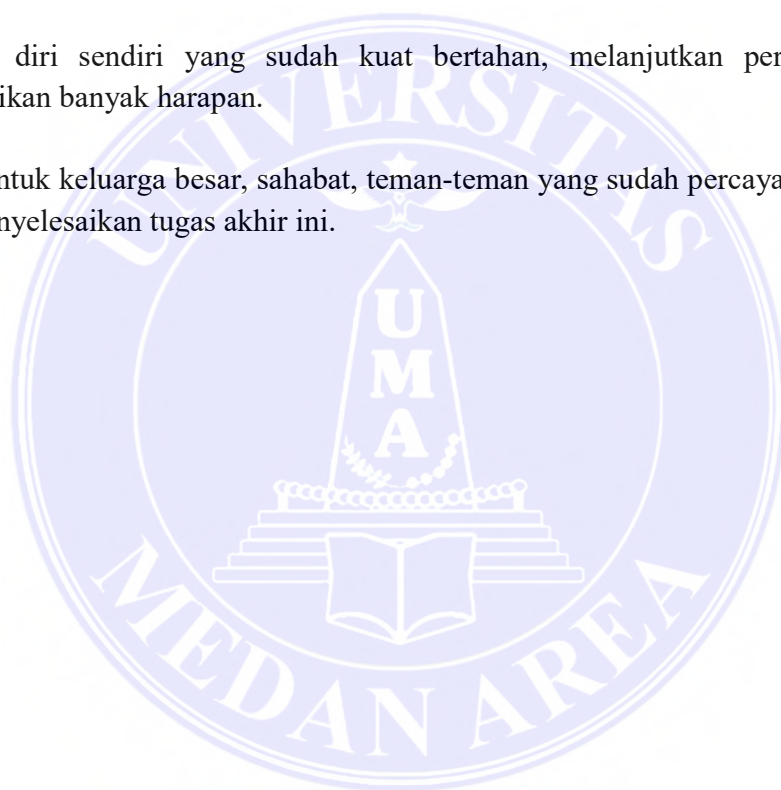 diri sendiri yang sudah kuat bertahan, melanjutkan per
ikan banyak harapan.
ntuk keluarga besar, sahabat, teman-teman yang sudah percaya
nyelesaikan tugas akhir ini.
UNIVERSITAS
UMA
MEDAN AREA